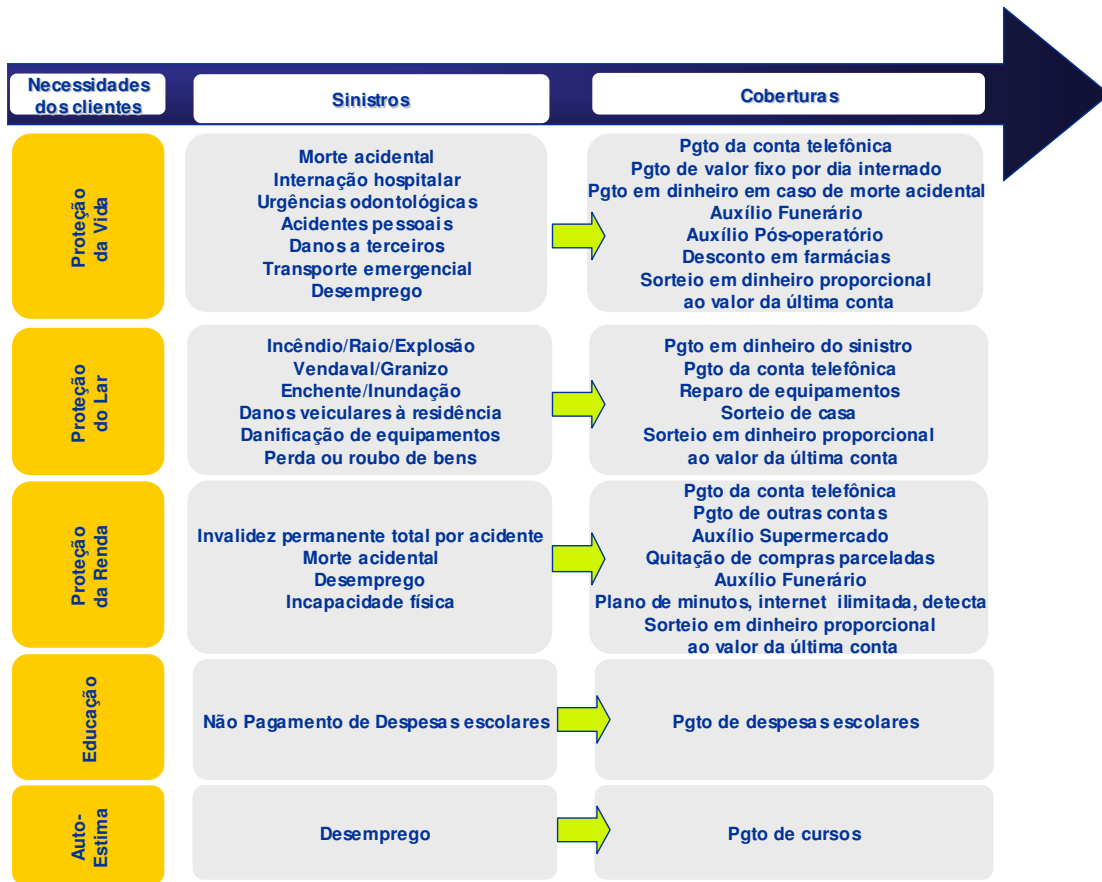 Necessidades
dos clientes
Sinistros
Coberturas
Proteção
da Vida
Morte acidental
Internação hospitalar
Urgências odontológicas
Acidentes pessoais
Danos a terceiros
Transporte emergencial
Desemprego
Pgto da conta telefônica
Pgto de valor fixo por dia internado
Pgto em dinheiro em caso de morte acidental
Auxílio Funerário
Auxílio Pós-operatório
Desconto em farmácias
Sorteio em dinheiro proporcional
ao valor da última conta
Proteção
do Lar
Incêndio/Raio/Explosão
Vendaval/Granizo
Enchente/Inundação
Danos veiculares à residência
Danificação de equipamentos
Perda ou roubo de bens
Pgto em dinheiro do sinistro
Pgto da conta telefônica
Reparo de equipamentos
Sorteio de casa
Sorteio em dinheiro proporcional
ao valor da última conta
Proteção
da Renda
Invalidez permanente total por acidente
Morte acidental
Desemprego
Incapacidade física
Pgto da conta telefônica
Pgto de outras contas
Auxílio Supermercado
Quitação de compras parceladas
Auxílio Funerário
Plano de minutos, internet ilimitada, detecta
Sorteio em dinheiro proporcional
ao valor da última conta
Educação
Não Pagamento de Despesas escolares
Pgto de despesas escolares
Auto-
Estima
Desemprego
Pgto de cursos